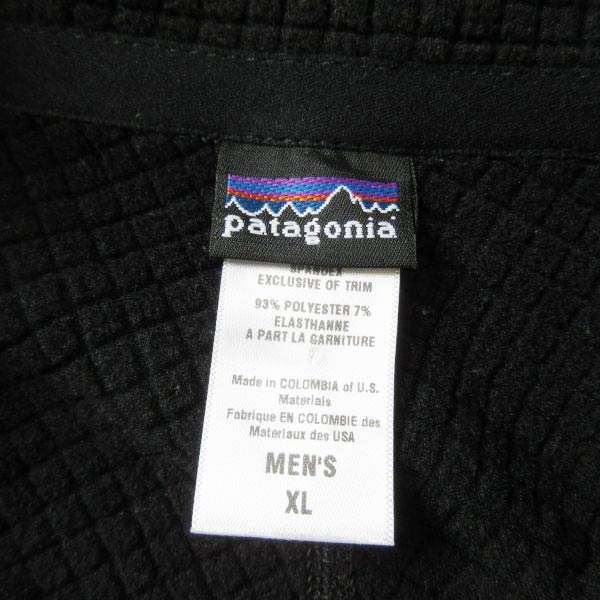 patagonia
SPANDEX
EXCLUSIVE OF TRIM
93% POLYESTER 7%
ELASTHANNE
A PART LA GARNITURE
Made in COLOMBIA of U.S.
Materials
Fabrique EN COLOMBIE des
Materiaux des USA
MEN'S
XL